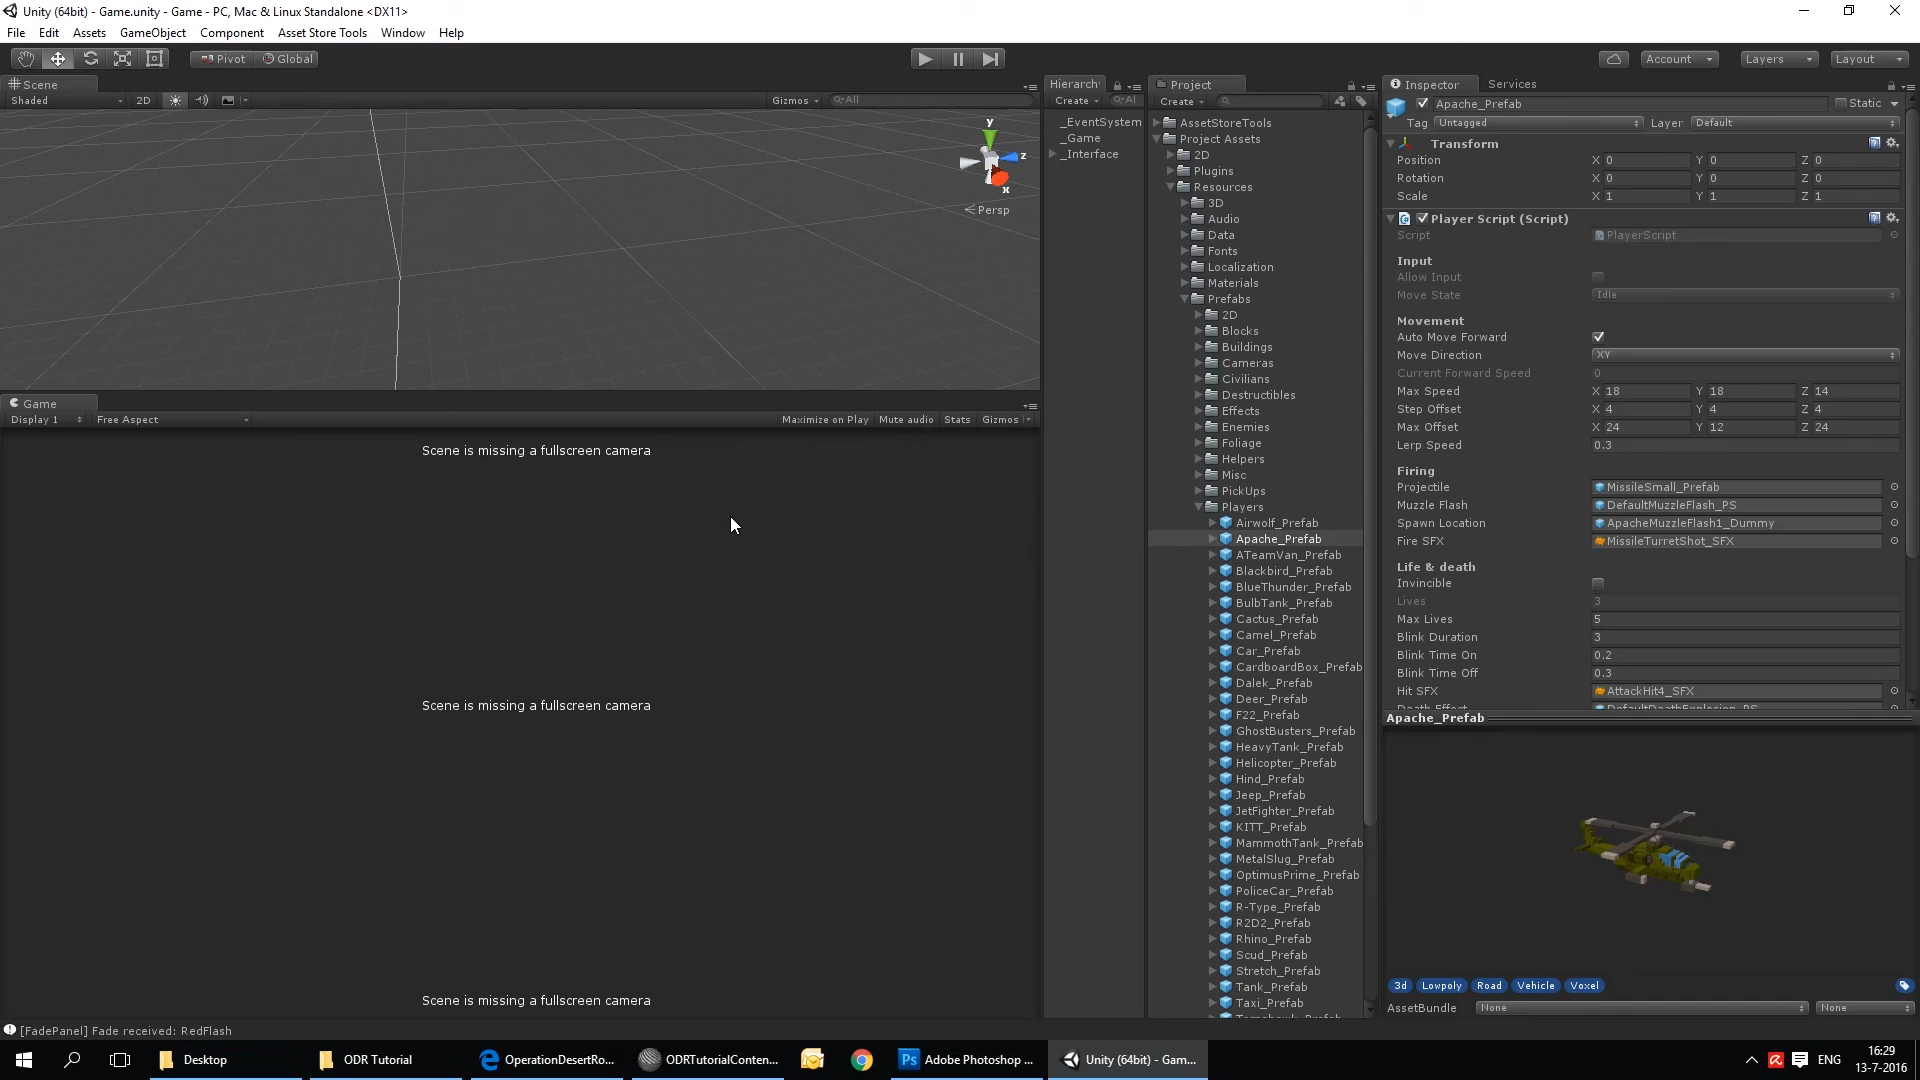 Unity (64bit) - Game.unity - Game - PC, Mac & Linux Standalone <DX11>
File Edit Assets GameObject Component Asset Store Tools Window Help
Pivot Global Account Layers Layout
Scene
Shaded 2D Gizmos All
y
z
x
Persp
Game
Display 1 Free Aspect Maximize on Play Mute audio Stats Gizmos
Scene is missing a fullscreen camera
Scene is missing a fullscreen camera
Scene is missing a fullscreen camera
[FadePanel] Fade received: RedFlash
Hierarch
Create All
_EventSystem
_Game
_Interface
Project
Create
AssetStoreTools
Project Assets
2D
Plugins
Resources
3D
Audio
Data
Fonts
Localization
Materials
Prefabs
2D
Blocks
Buildings
Cameras
Civilians
Destructibles
Effects
Enemies
Foliage
Helpers
Misc
PickUps
Players
Airwolf_Prefab
Apache_Prefab
ATeamVan_Prefab
Blackbird_Prefab
BlueThunder_Prefab
BulbTank_Prefab
Cactus_Prefab
Camel_Prefab
Car_Prefab
CardboardBox_Prefab
Dalek_Prefab
Deer_Prefab
F22_Prefab
GhostBusters_Prefab
HeavyTank_Prefab
Helicopter_Prefab
Hind_Prefab
Jeep_Prefab
JetFighter_Prefab
KITT_Prefab
MammothTank_Prefab
MetalSlug_Prefab
OptimusPrime_Prefab
PoliceCar_Prefab
R-Type_Prefab
R2D2_Prefab
Rhino_Prefab
Scud_Prefab
Stretch_Prefab
Tank_Prefab
Taxi_Prefab
Inspector Services
Apache_Prefab Static
Tag Untagged Layer Default
Transform
Position X 0 Y 0 Z 0
Rotation X 0 Y 0 Z 0
Scale X 1 Y 1 Z 1
Player Script (Script)
Script PlayerScript
Input
Allow Input
Move State Idle
Movement
Auto Move Forward
Move Direction XY
Current Forward Speed 0
Max Speed X 18 Y 18 Z 14
Step Offset X 4 Y 4 Z 4
Max Offset X 24 Y 12 Z 24
Lerp Speed 0.3
Firing
Projectile MissileSmall_Prefab
Muzzle Flash DefaultMuzzleFlash_PS
Spawn Location ApacheMuzzleFlash1_Dummy
Fire SFX MissileTurretShot_SFX
Life & death
Invincible
Lives 3
Max Lives 5
Blink Duration 3
Blink Time On 0.2
Blink Time Off 0.3
Hit SFX AttackHit4_SFX
Death Effect DefaultDeathExplosion_PS
Apache_Prefab
3d Lowpoly Road Vehicle Voxel
AssetBundle None None
Desktop ODR Tutorial OperationDesertRo... ODRTutorialConten... Ps Adobe Photoshop ... Unity (64bit) - Gam... ENG 16:29
13-7-2016